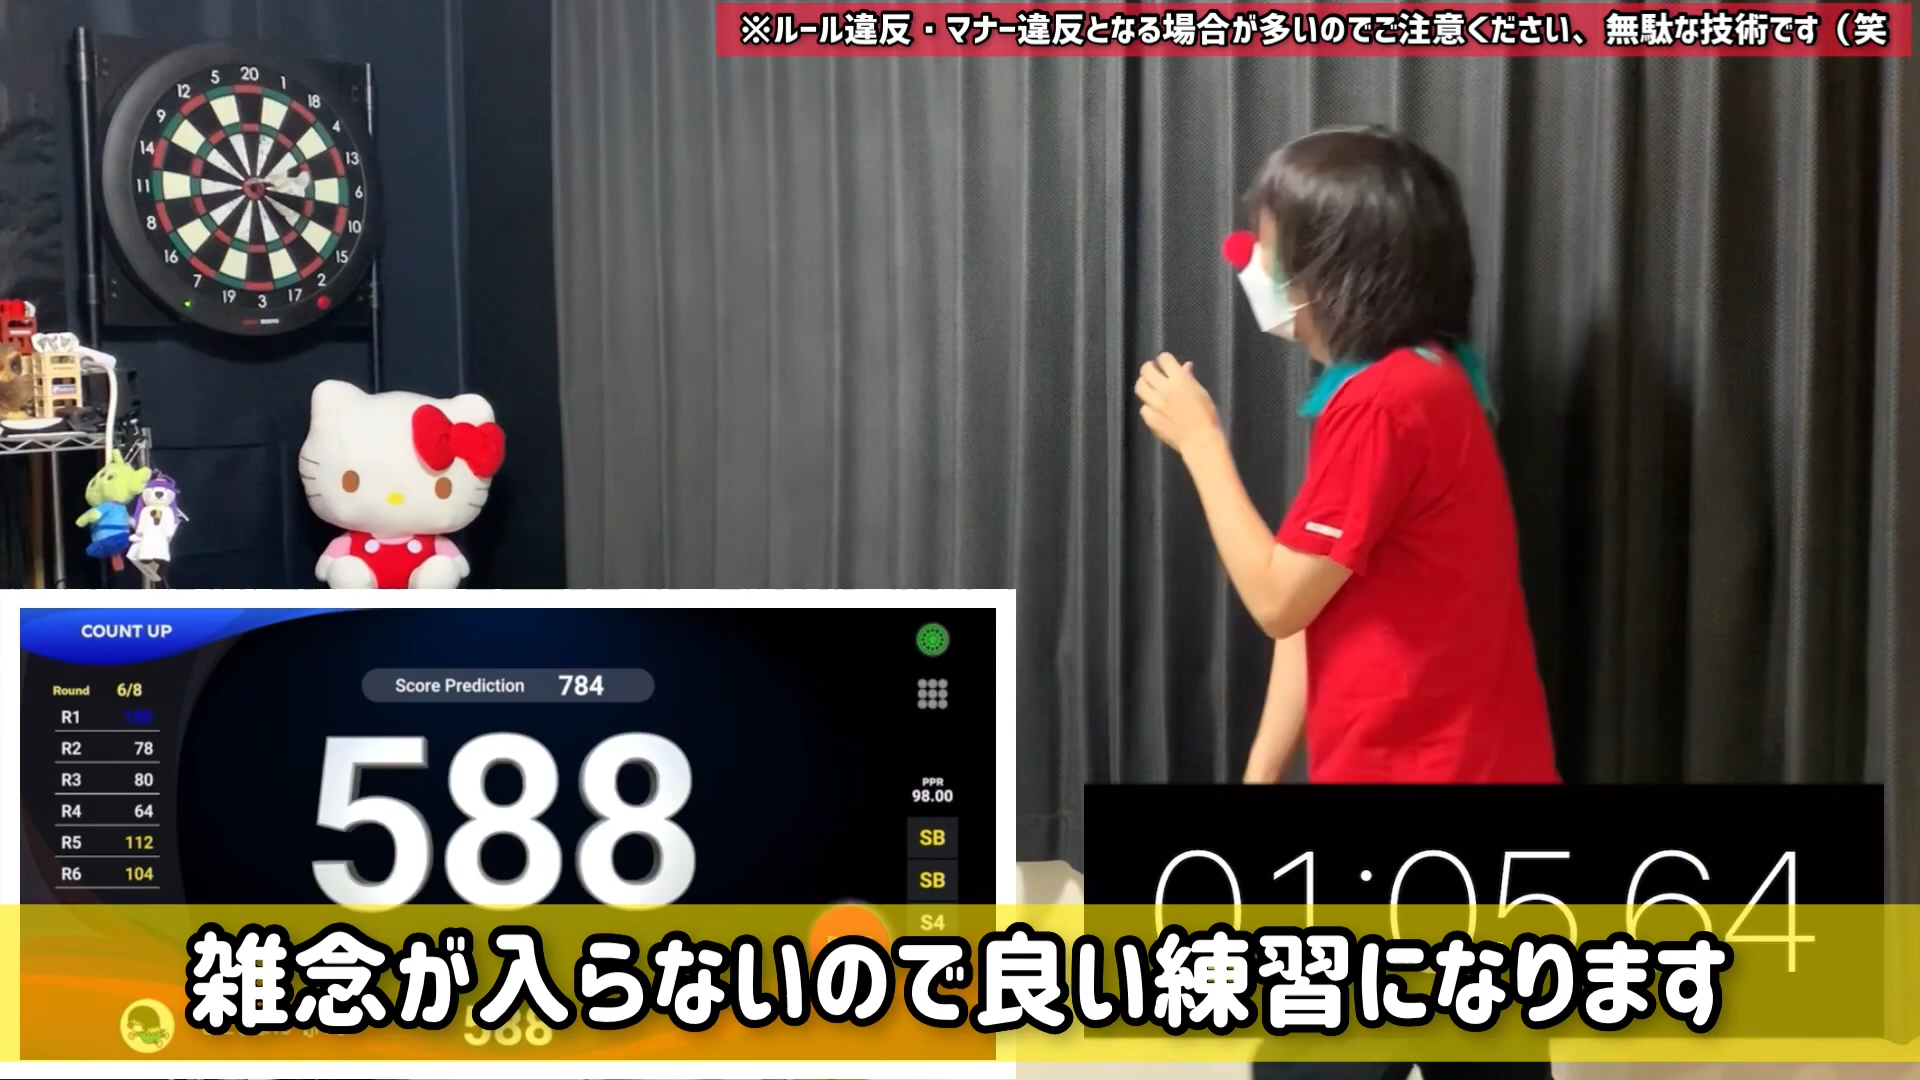 ※ルール違反・マナー違反となる場合が多いのでご注意ください、無駄な技術です（笑
5 20 1
12 18
9 4
14 13
11 6
8 10
16 15
7 2
19 3 17
COUNT UP
Score Prediction 784
Round 6/8
R1 150
R2 78
R3 80
R4 64
R5 112
R6 104
588
PPR
98.00
SB
SB
S4
01:05.64
雑念が入らないので良い練習になります
588